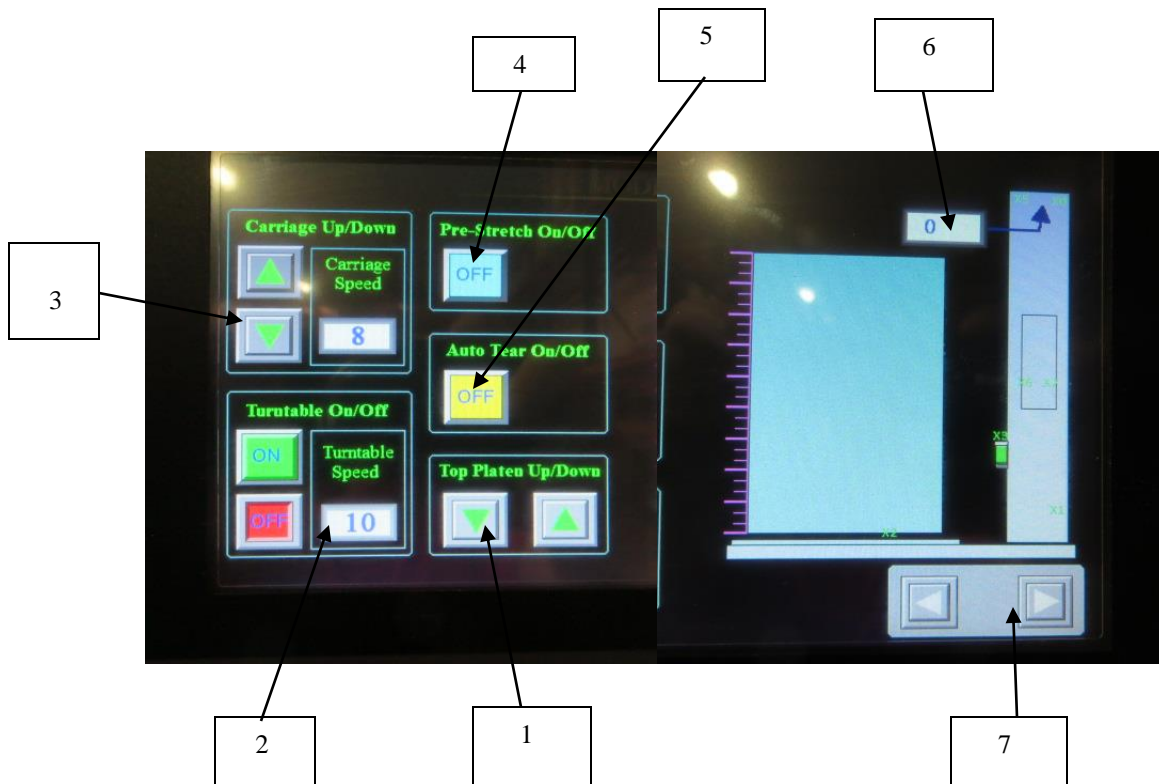 5
4
6
3
Carriage Up/Down
Carriage
Speed
8
Turntable On/Off
ON
OFF
Turntable
Speed
10
Pre-Stretch On/Off
OFF
Auto Tear On/Off
OFF
Top Platen Up/Down
0
X3
X2
X1
2
1
7